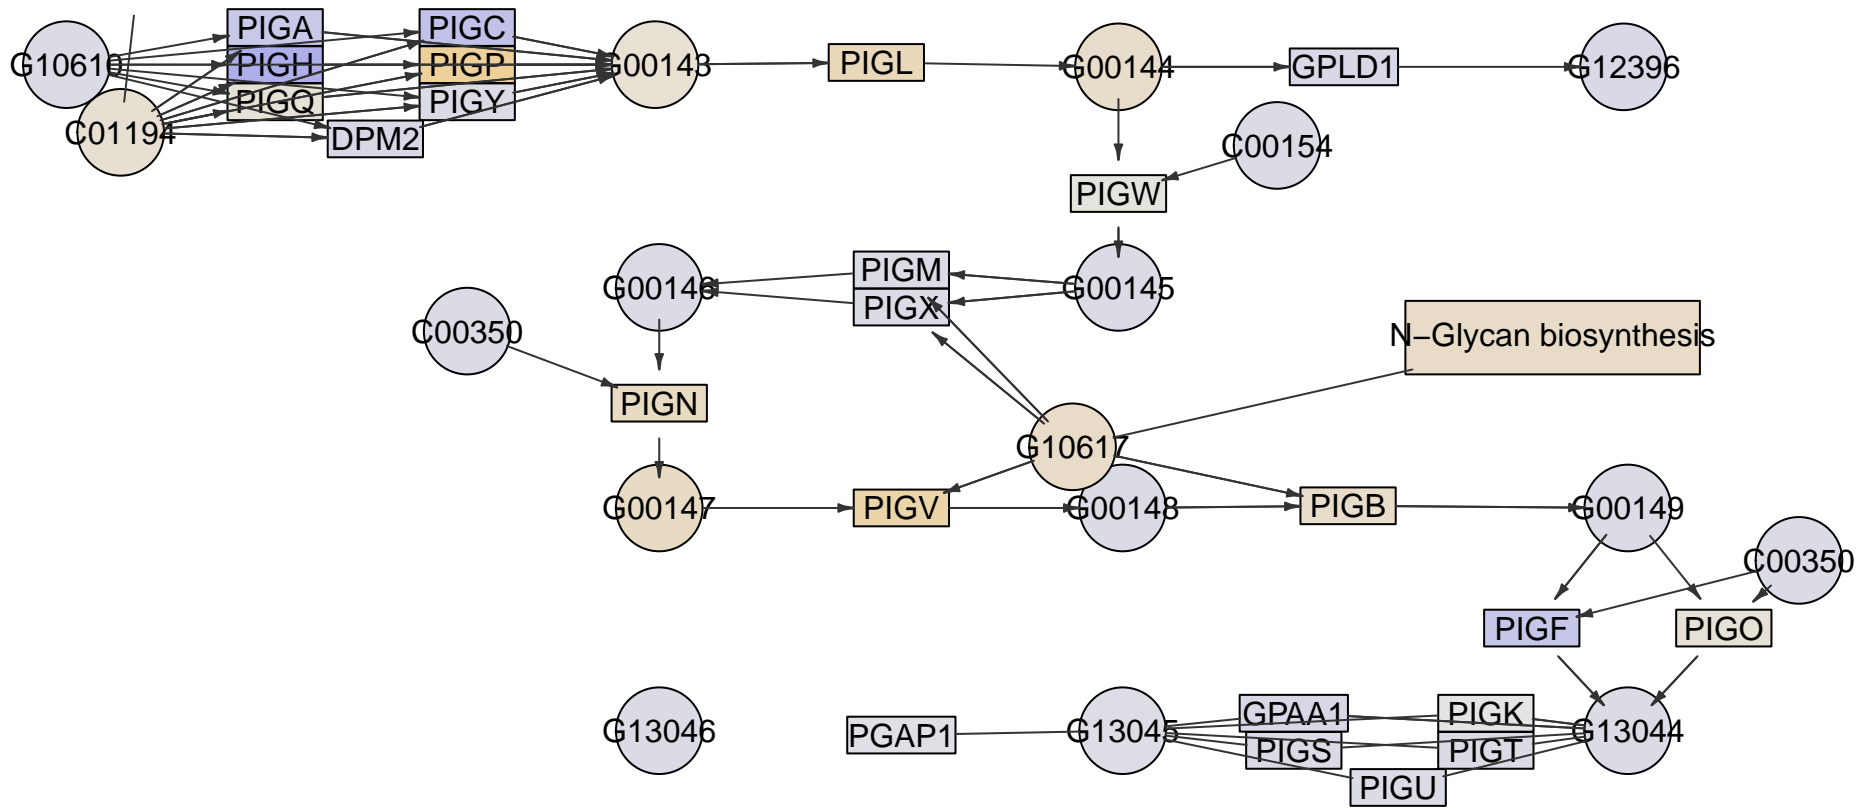 PIGA
PIGC
G10610
PIGH
PIGP
G00143
PIGL
G00144
GPLD1
G12396
PIGQ
PIGY
C01194
DPM2
C00154
PIGW
PIGM
G00146
G00145
PIGX
C00350
N−Glycan biosynthesis
PIGN
G10617
G00147
PIGV
G00148
PIGB
G00149
C00350
PIGF
PIGO
GPAA1
PIGK
G13046
PGAP1
G13045
G13044
PIGS
PIGT
PIGU